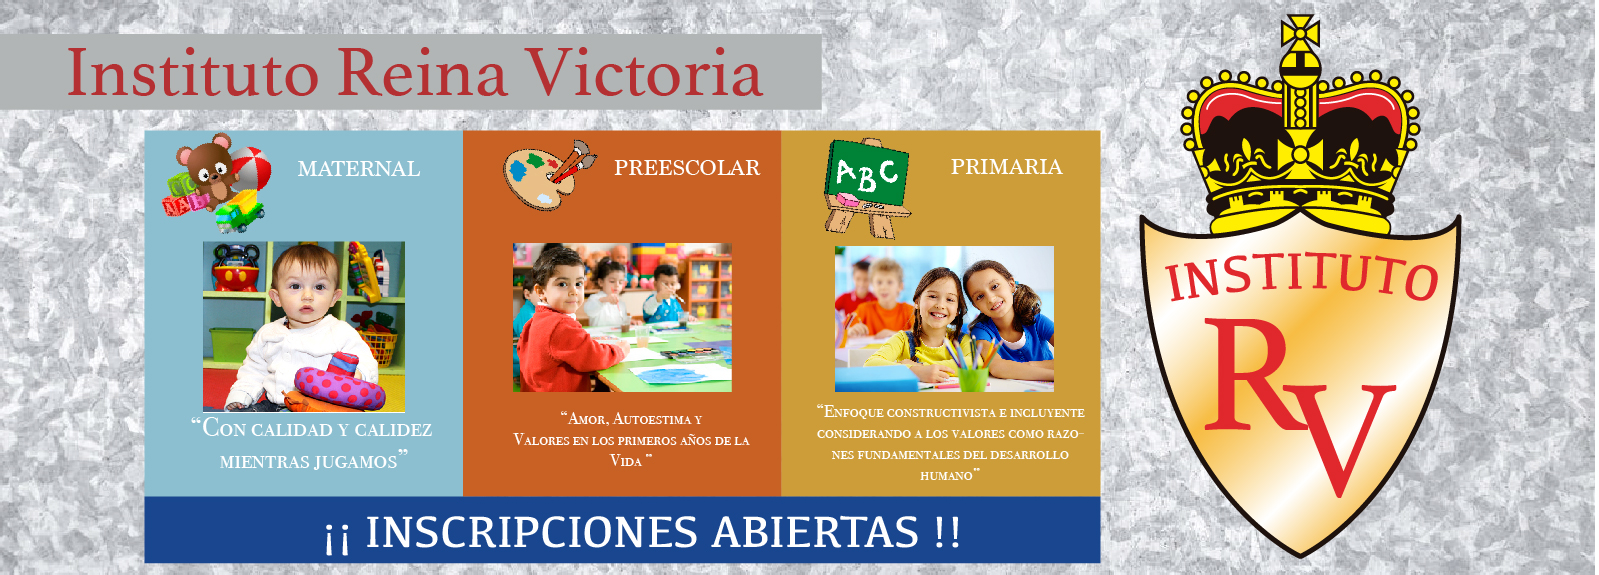 Instituto Reina Victoria
MATERNAL
PREESCOLAR
PRIMARIA
A B C
“Con calidad y calidez
mientras jugamos”
“Amor, Autoestima y
Valores en los primeros años de la
Vida ”
“Enfoque constructivista e incluyente
considerando a los valores como razo-
nes fundamentales del desarrollo
humano”
¡¡ INSCRIPCIONES ABIERTAS !!
INSTITUTO
RV